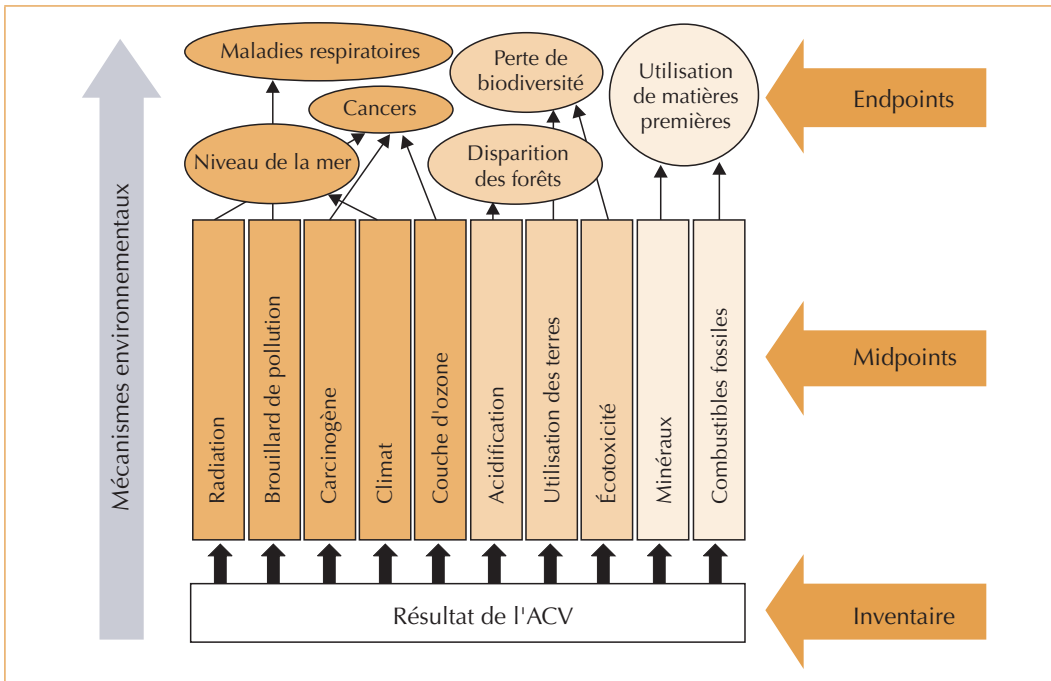 Maladies respiratoires
Cancers
Niveau de la mer
Perte de
biodiversité
Disparition
des forêts
Utilisation
de matières
premières
Endpoints
Mécanismes environnementaux
Radiation
Brouillard de pollution
Carcinogène
Climat
Couche d'ozone
Acidification
Utilisation des terres
Écotoxicité
Minéraux
Combustibles fossiles
Midpoints
Résultat de l'ACV
Inventaire